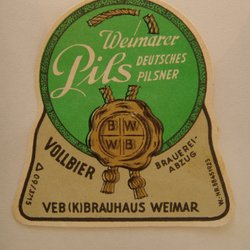 Weimarer
Pils
DEUTSCHES
PILSNER
B W
W B
VOLLBIER
BRAUEREI-
ABZUG
VEB (K) BRAUHAUS WEIMAR